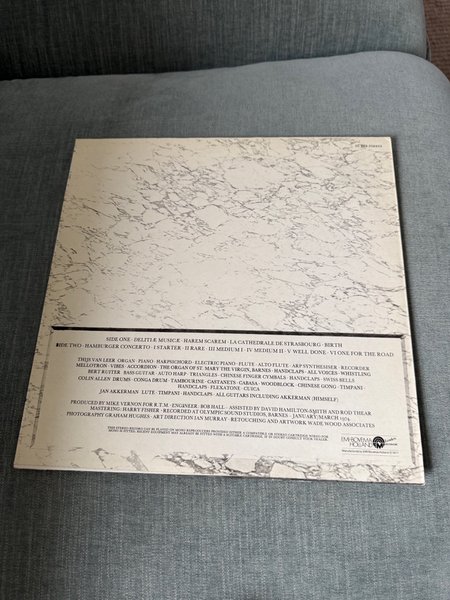 SIDE ONE · DELITIÆ MUSICÆ · HAREM SCAREM · LA CATHEDRALE DE STRASBOURG · BIRTH
SIDE TWO · HAMBURGER CONCERTO · I STARTER · II RARE · III MEDIUM I · IV MEDIUM II · V WELL DONE · VI ONE FOR THE ROAD
THIJS VAN LEER ORGAN · PIANO · HARPSICHORD · ELECTRIC PIANO · FLUTE · ALTO FLUTE · ARP SYNTHESISER · RECORDER
MELLOTRON · VIBES · ACCORDION · THE ORGAN OF ST. MARY THE VIRGIN, BARNES · HANDCLAPS · ALL VOICES · WHISTLING
BERT RUITER BASS GUITAR · AUTO HARP · TRIANGLES · CHINESE FINGER CYMBALS · HANDCLAPS · SWISS BELLS
COLIN ALLEN DRUMS · CONGA DRUM · TAMBOURINE · CASTANETS · CABASA · WOODBLOCK · CHINESE GONG · TIMPANI
HANDCLAPS · FLEXATONE · CUICA
JAN AKKERMAN LUTE · TIMPANI · HANDCLAPS · ALL GUITARS INCLUDING AKKERMAN (HIMSELF)
PRODUCED BY MIKE VERNON FOR R.T.M · ENGINEER, BOB HALL · ASSISTED BY DAVID HAMILTON-SMITH AND ROD THEAR
MASTERING: HARRY FISHER · RECORDED AT OLYMPIC SOUND STUDIOS, BARNES · JANUARY/MARCH, 1974
PHOTOGRAPHY GRAHAM HUGHES · ART DIRECTION IAN MURRAY · RETOUCHING AND ARTWORK WADE WOOD ASSOCIATES
EMI-BOVEMA
HOLLAND